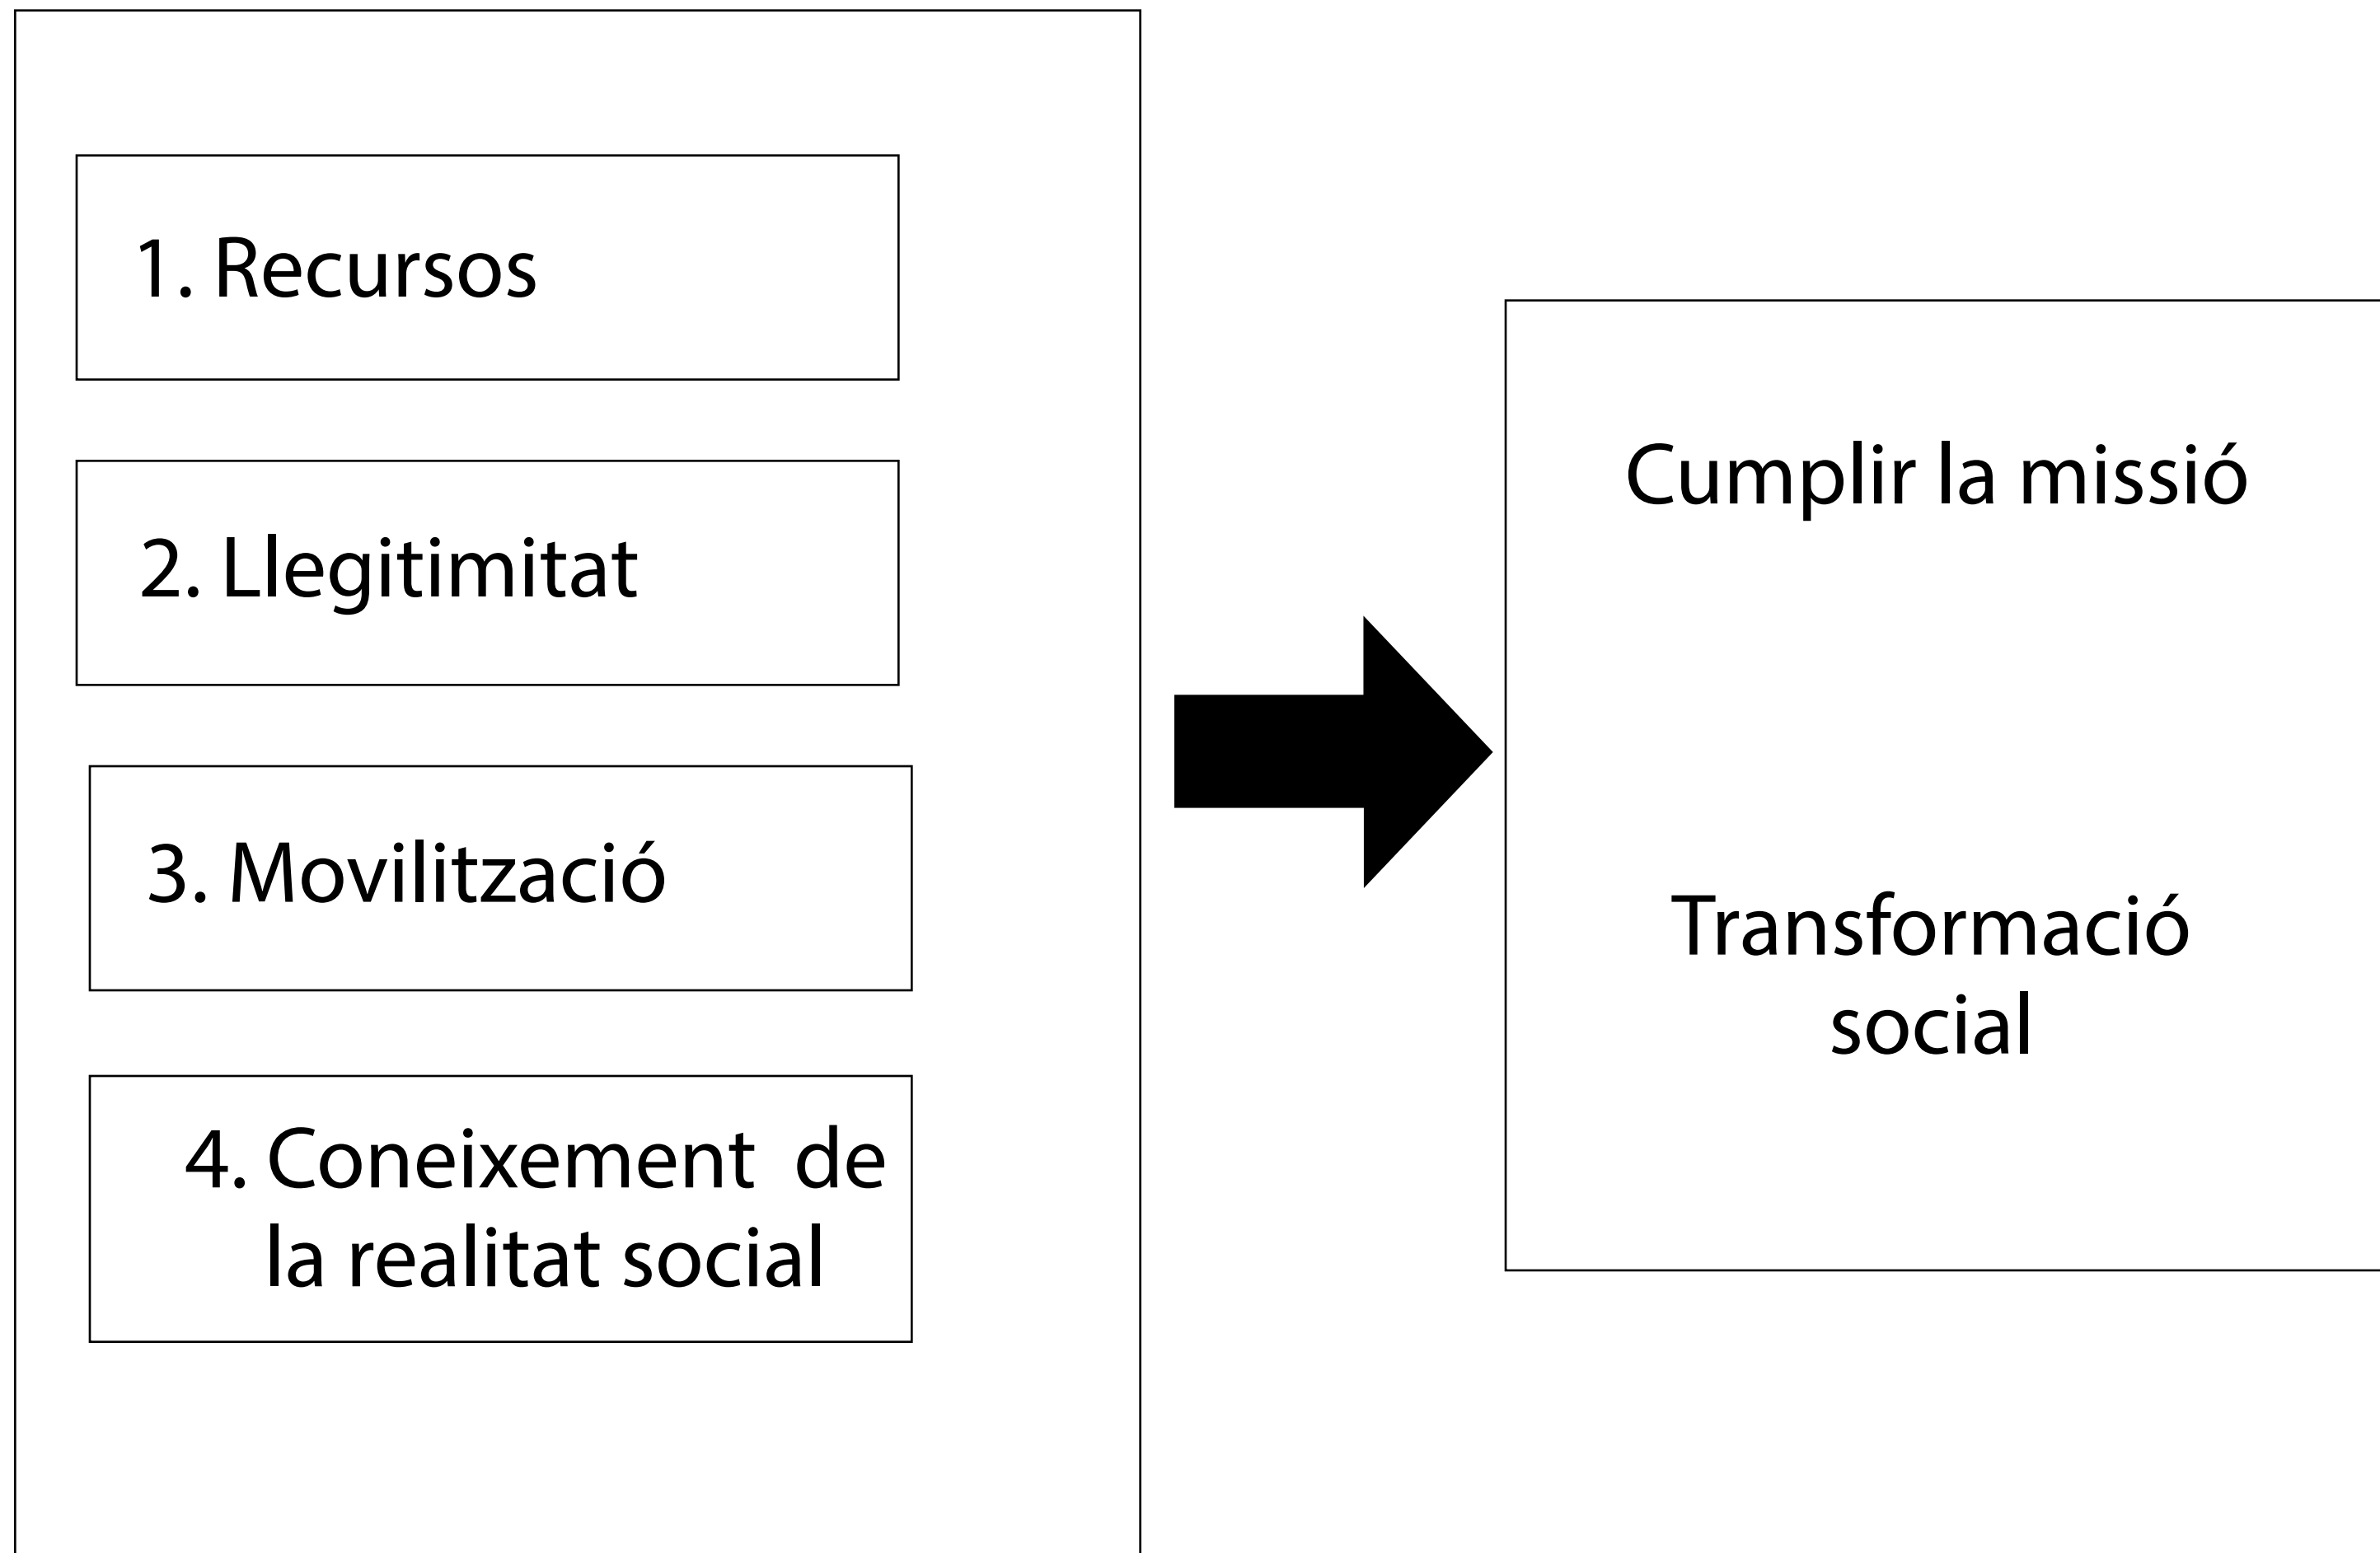 1. Recursos
2. Llegitimitat
3. Movilització
4. Coneixement de
la realitat social
Cumplir la missió
Transformació
social